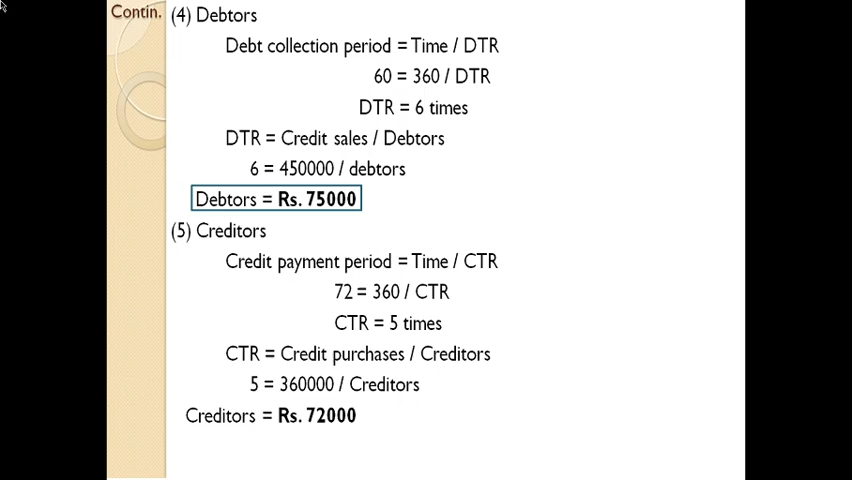 Contin.
(4) Debtors
Debt collection period = Time / DTR
60 = 360 / DTR
DTR = 6 times
DTR = Credit sales / Debtors
6 = 450000 / debtors
Debtors = Rs. 75000
(5) Creditors
Credit payment period = Time / CTR
72 = 360 / CTR
CTR = 5 times
CTR = Credit purchases / Creditors
5 = 360000 / Creditors
Creditors = Rs. 72000